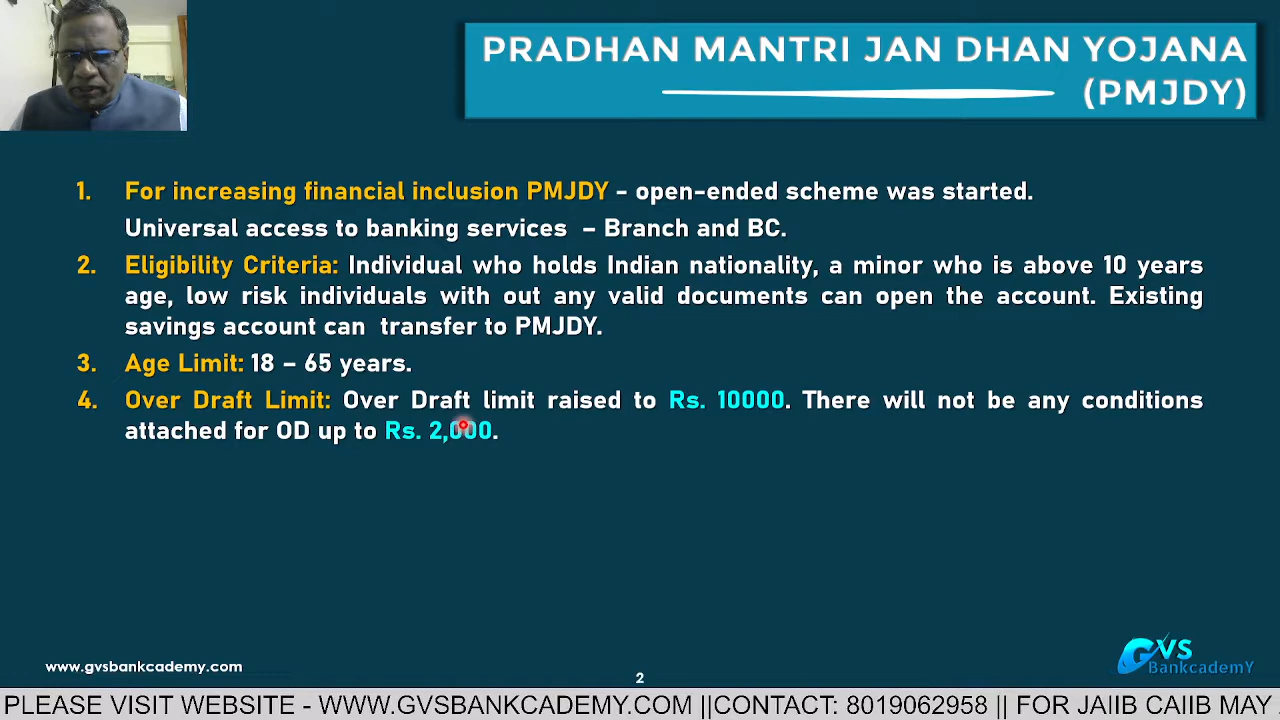 PRADHAN MANTRI JAN DHAN YOJANA
(PMJDY)
1. For increasing financial inclusion PMJDY - open-ended scheme was started.
Universal access to banking services – Branch and BC.
2. Eligibility Criteria: Individual who holds Indian nationality, a minor who is above 10 years
age, low risk individuals with out any valid documents can open the account. Existing
savings account can transfer to PMJDY.
3. Age Limit: 18 – 65 years.
4. Over Draft Limit: Over Draft limit raised to Rs. 10000. There will not be any conditions
attached for OD up to Rs. 2,000.
www.gvsbankcademy.com
2
GVS
BankcademY
PLEASE VISIT WEBSITE - WWW.GVSBANKCADEMY.COM ||CONTACT: 8019062958 || FOR JAIIB CAIIB MAY